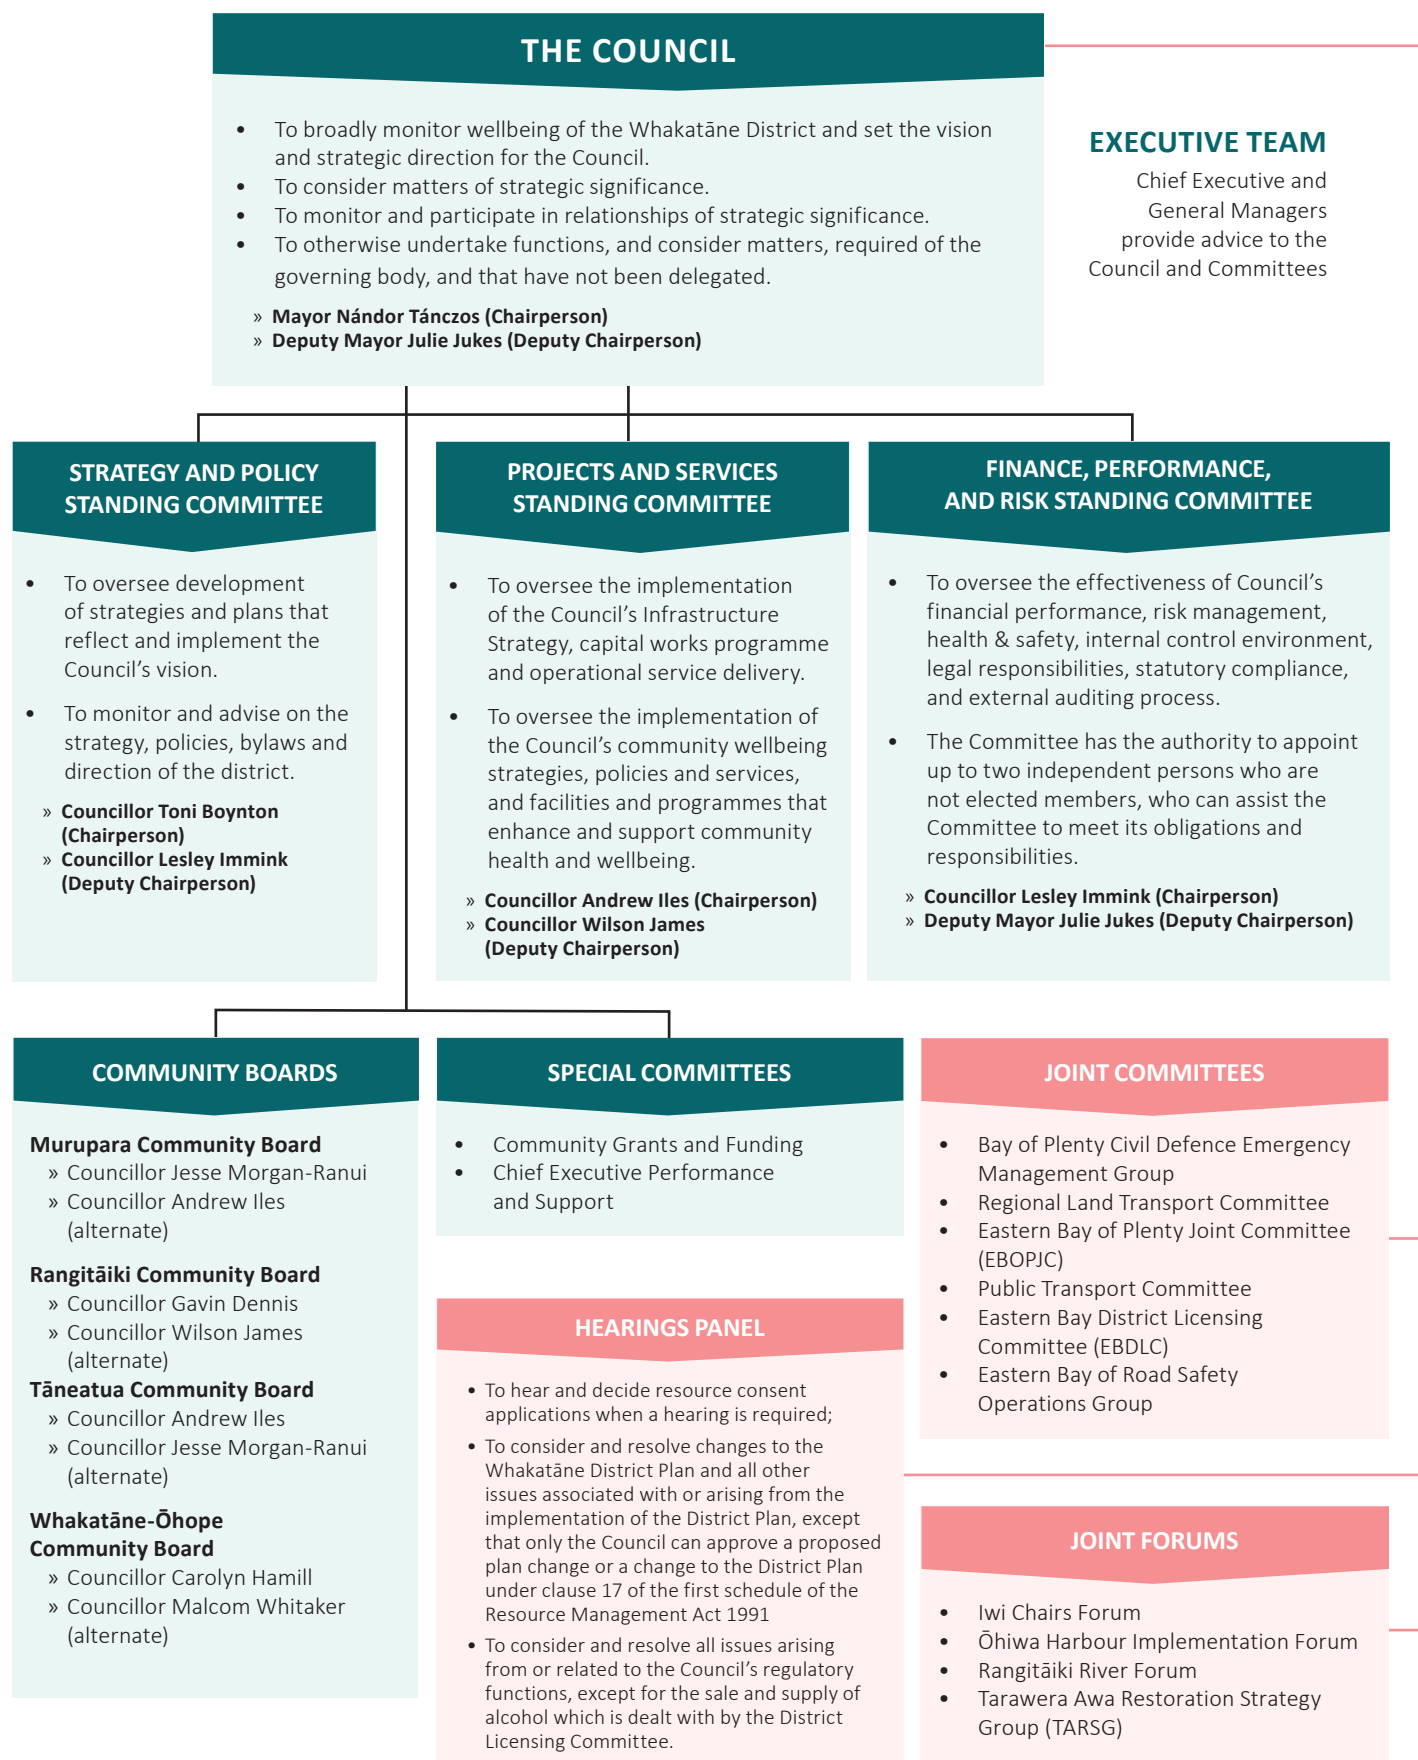 THE COUNCIL
• To broadly monitor wellbeing of the Whakatāne District and set the vision
and strategic direction for the Council.
• To consider matters of strategic significance.
• To monitor and participate in relationships of strategic significance.
• To otherwise undertake functions, and consider matters, required of the
governing body, and that have not been delegated.
» Mayor Nándor Tánczos (Chairperson)
» Deputy Mayor Julie Jukes (Deputy Chairperson)
EXECUTIVE TEAM
Chief Executive and
General Managers
provide advice to the
Council and Committees
STRATEGY AND POLICY
STANDING COMMITTEE
• To oversee development
of strategies and plans that
reflect and implement the
Council’s vision.
• To monitor and advise on the
strategy, policies, bylaws and
direction of the district.
» Councillor Toni Boynton
(Chairperson)
» Councillor Lesley Immink
(Deputy Chairperson)
PROJECTS AND SERVICES
STANDING COMMITTEE
• To oversee the implementation
of the Council’s Infrastructure
Strategy, capital works programme
and operational service delivery.
• To oversee the implementation of
the Council’s community wellbeing
strategies, policies and services,
and facilities and programmes that
enhance and support community
health and wellbeing.
» Councillor Andrew Iles (Chairperson)
» Councillor Wilson James
(Deputy Chairperson)
FINANCE, PERFORMANCE,
AND RISK STANDING COMMITTEE
• To oversee the effectiveness of Council’s
financial performance, risk management,
health & safety, internal control environment,
legal responsibilities, statutory compliance,
and external auditing process.
• The Committee has the authority to appoint
up to two independent persons who are
not elected members, who can assist the
Committee to meet its obligations and
responsibilities.
» Councillor Lesley Immink (Chairperson)
» Deputy Mayor Julie Jukes (Deputy Chairperson)
COMMUNITY BOARDS
Murupara Community Board
» Councillor Jesse Morgan-Ranui
» Councillor Andrew Iles
(alternate)
Rangitāiki Community Board
» Councillor Gavin Dennis
» Councillor Wilson James
(alternate)
Tāneatua Community Board
» Councillor Andrew Iles
» Councillor Jesse Morgan-Ranui
(alternate)
Whakatāne-Ōhope
Community Board
» Councillor Carolyn Hamill
» Councillor Malcom Whitaker
(alternate)
SPECIAL COMMITTEES
• Community Grants and Funding
• Chief Executive Performance
and Support
HEARINGS PANEL
• To hear and decide resource consent
applications when a hearing is required;
• To consider and resolve changes to the
Whakatāne District Plan and all other
issues associated with or arising from the
implementation of the District Plan, except
that only the Council can approve a proposed
plan change or a change to the District Plan
under clause 17 of the first schedule of the
Resource Management Act 1991
• To consider and resolve all issues arising
from or related to the Council’s regulatory
functions, except for the sale and supply of
alcohol which is dealt with by the District
Licensing Committee.
JOINT COMMITTEES
• Bay of Plenty Civil Defence Emergency
Management Group
• Regional Land Transport Committee
• Eastern Bay of Plenty Joint Committee
(EBOPJC)
• Public Transport Committee
• Eastern Bay District Licensing
Committee (EBDLC)
• Eastern Bay of Road Safety
Operations Group
JOINT FORUMS
• Iwi Chairs Forum
• Ōhiwa Harbour Implementation Forum
• Rangitāiki River Forum
• Tarawera Awa Restoration Strategy
Group (TARSG)